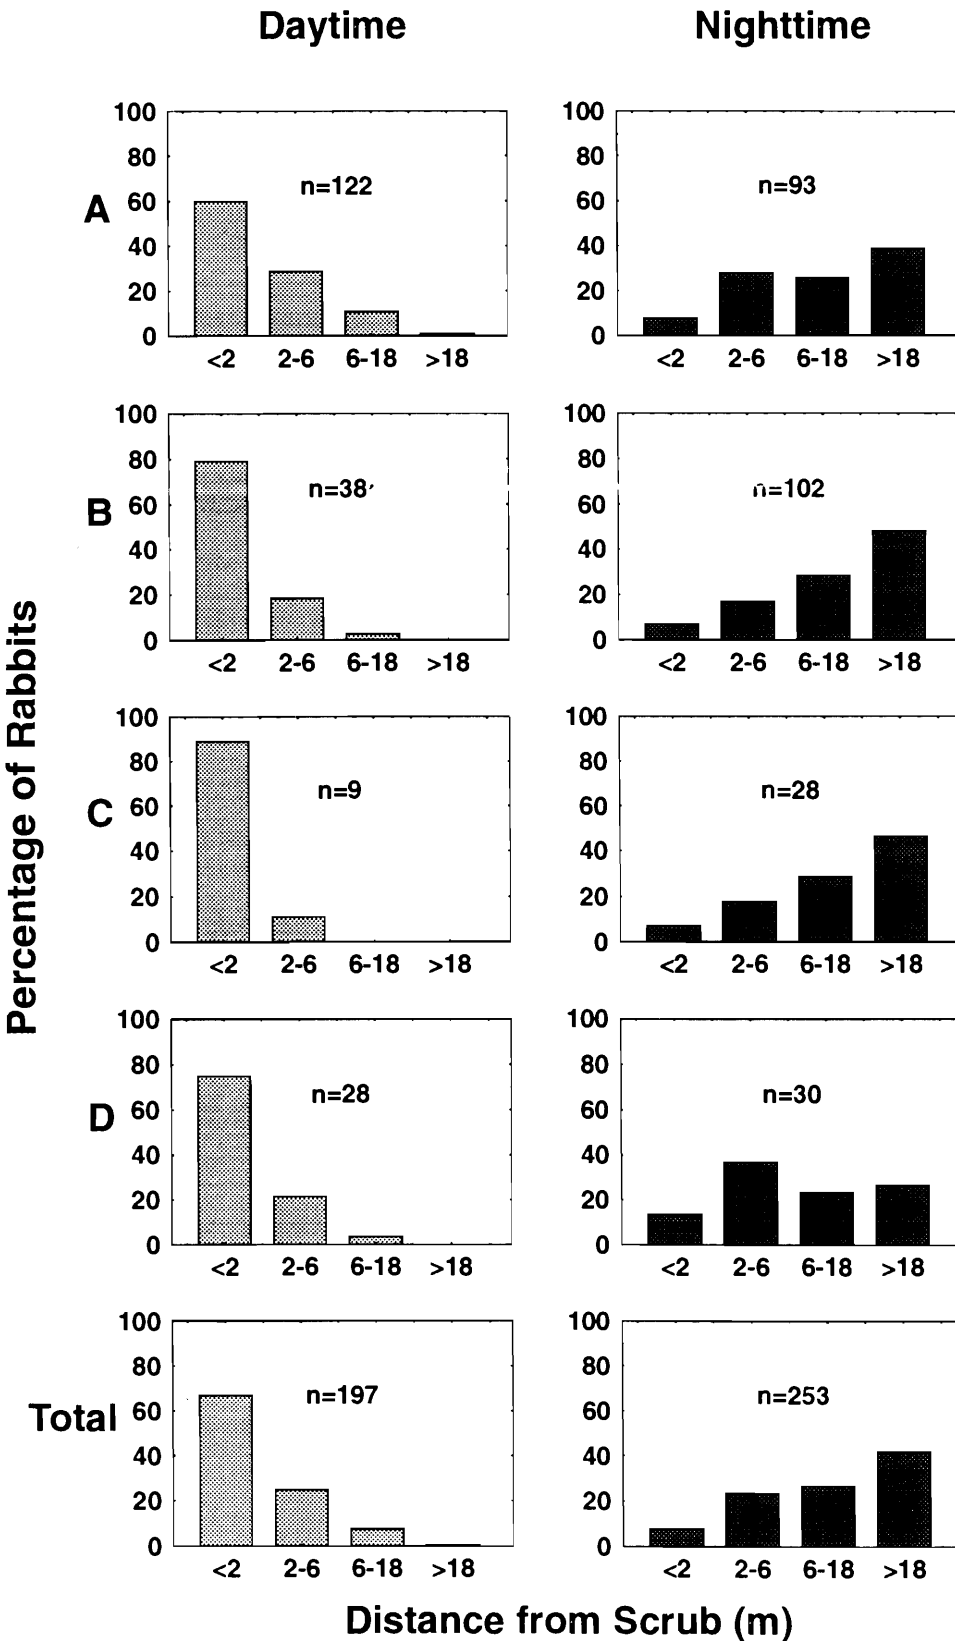 Daytime
Nighttime
Percentage of Rabbits
A
100
80
60
40
20
0
n=122
<2 2-6 6-18 >18
100
80
60
40
20
0
n=93
<2 2-6 6-18 >18
B
100
80
60
40
20
0
n=38
<2 2-6 6-18 >18
100
80
60
40
20
0
n=102
<2 2-6 6-18 >18
C
100
80
60
40
20
0
n=9
<2 2-6 6-18 >18
100
80
60
40
20
0
n=28
<2 2-6 6-18 >18
D
100
80
60
40
20
0
n=28
<2 2-6 6-18 >18
100
80
60
40
20
0
n=30
<2 2-6 6-18 >18
Total
100
80
60
40
20
0
n=197
<2 2-6 6-18 >18
100
80
60
40
20
0
n=253
<2 2-6 6-18 >18
Distance from Scrub (m)